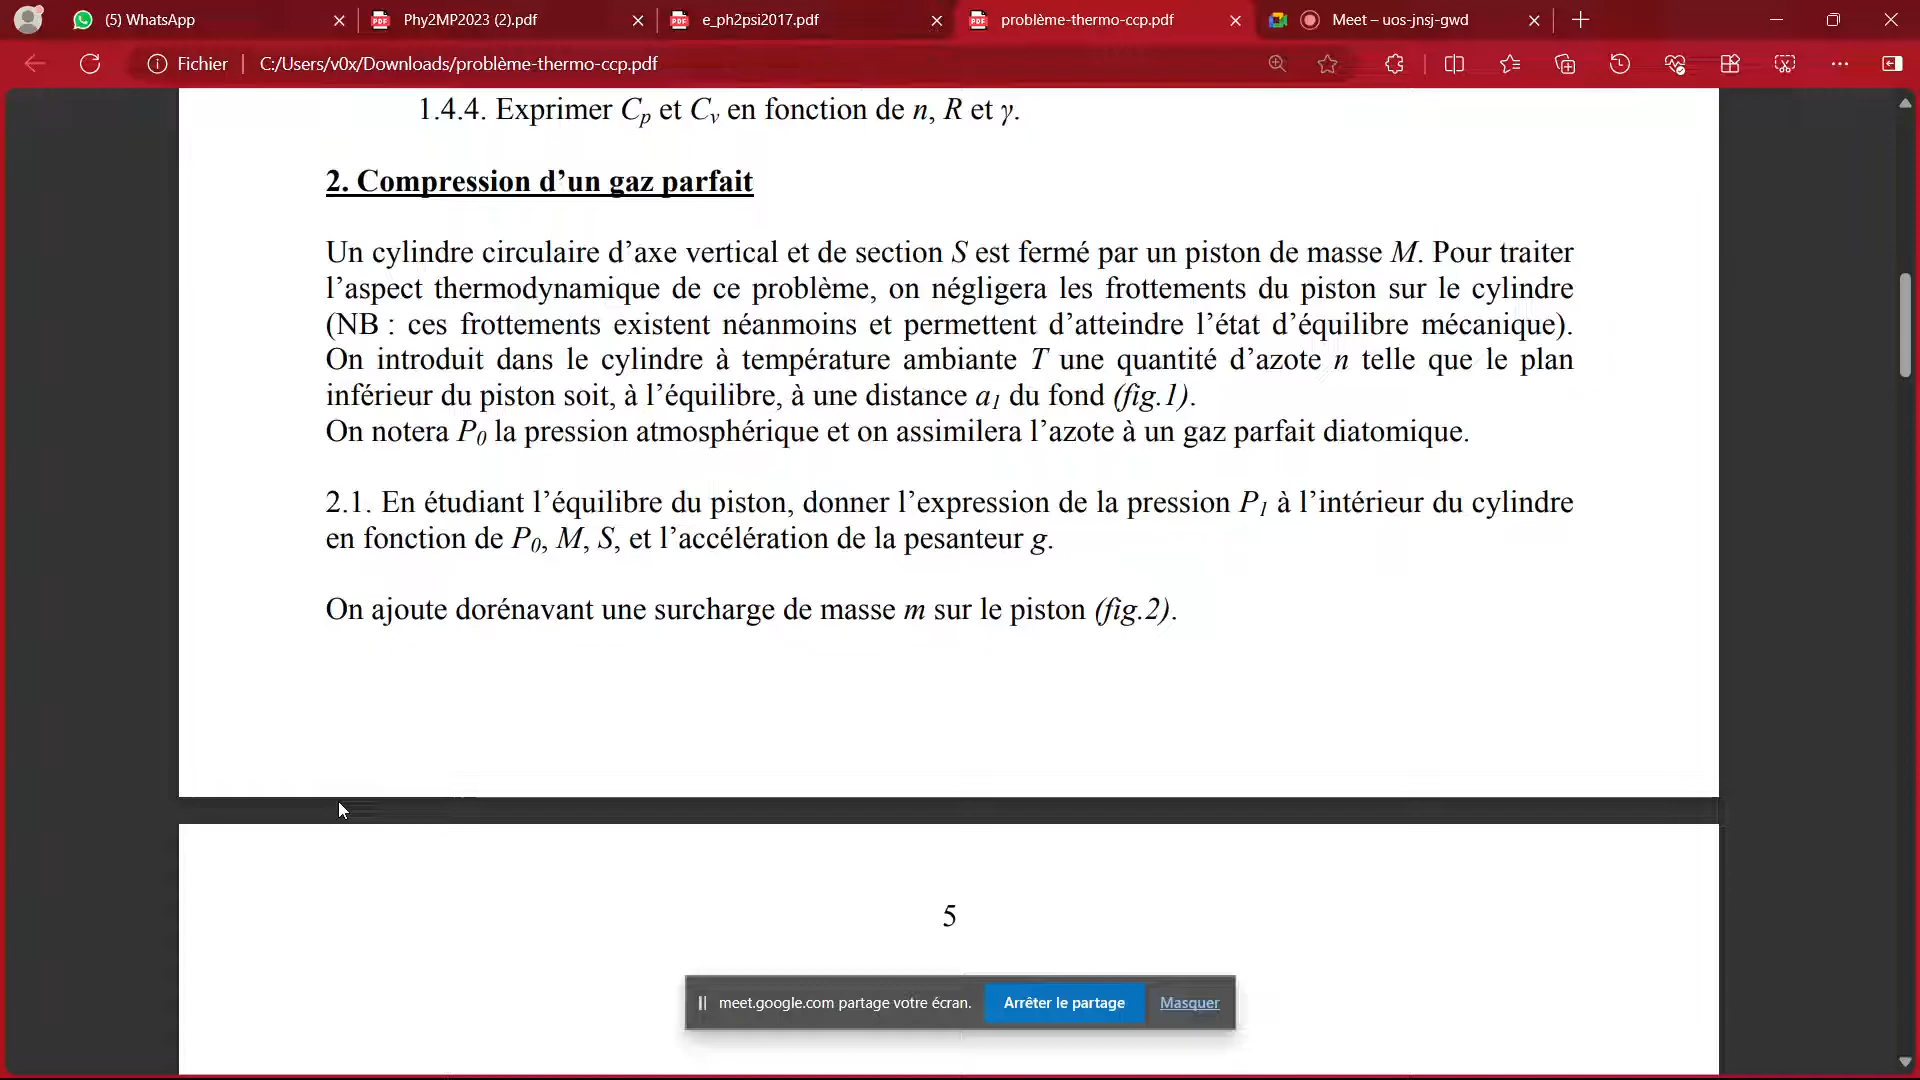 (5) WhatsApp
Phy2MP2023 (2).pdf
e_ph2psi2017.pdf
problème-thermo-ccp.pdf
Meet – uos-jnsj-gwd
Fichier
C:/Users/v0x/Downloads/problème-thermo-ccp.pdf
1.4.4. Exprimer Cp et Cv en fonction de n, R et γ.
2. Compression d’un gaz parfait
Un cylindre circulaire d’axe vertical et de section S est fermé par un piston de masse M. Pour traiter
l’aspect thermodynamique de ce problème, on négligera les frottements du piston sur le cylindre
(NB : ces frottements existent néanmoins et permettent d’atteindre l’état d’équilibre mécanique).
On introduit dans le cylindre à température ambiante T une quantité d’azote n telle que le plan
inférieur du piston soit, à l’équilibre, à une distance a1 du fond (fig.1).
On notera P0 la pression atmosphérique et on assimilera l’azote à un gaz parfait diatomique.
2.1. En étudiant l’équilibre du piston, donner l’expression de la pression P1 à l’intérieur du cylindre
en fonction de P0, M, S, et l’accélération de la pesanteur g.
On ajoute dorénavant une surcharge de masse m sur le piston (fig.2).
5
meet.google.com partage votre écran.
Arrêter le partage
Masquer